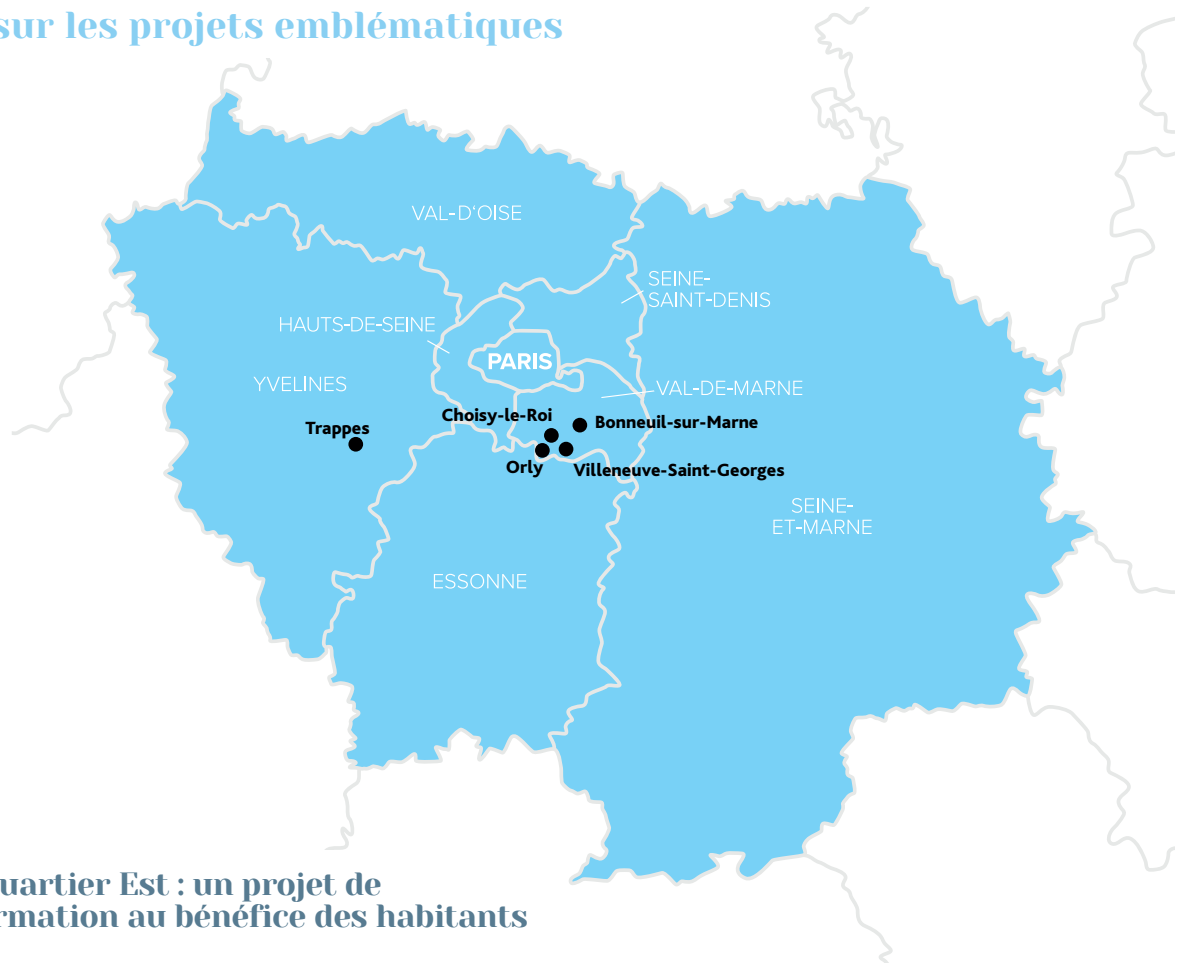 sur les projets emblématiques
VAL-D'OISE
SEINE-
SAINT-DENIS
HAUTS-DE-SEINE
PARIS
YVELINES
VAL-DE-MARNE
Choisy-le-Roi
Bonneuil-sur-Marne
Trappes
Orly
Villeneuve-Saint-Georges
SEINE-
ET-MARNE
ESSONNE
Est : un projet de
au bénéfice des habitants